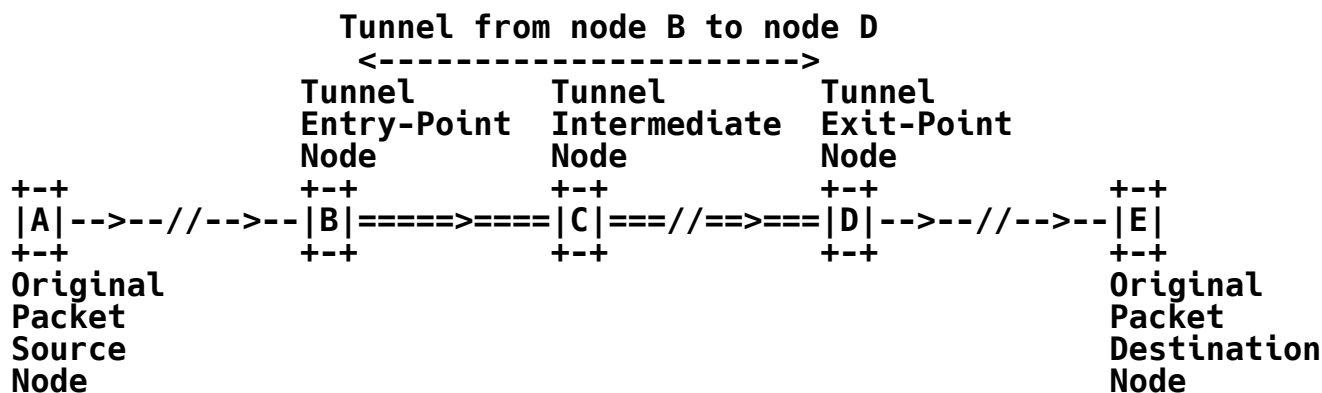 Tunnel from node B to node D
                  <---------------------->
               Tunnel       Tunnel        Tunnel
               Entry-Point  Intermediate  Exit-Point
               Node         Node          Node
+-+            +-+          +-+           +-+            +-+
|A|-->--//-->--|B|=====>====|C|===//==>===|D|-->--//-->--|E|
+-+            +-+          +-+           +-+            +-+
Original                                                 Original
Packet                                                   Packet
Source                                                   Destination
Node                                                     Node